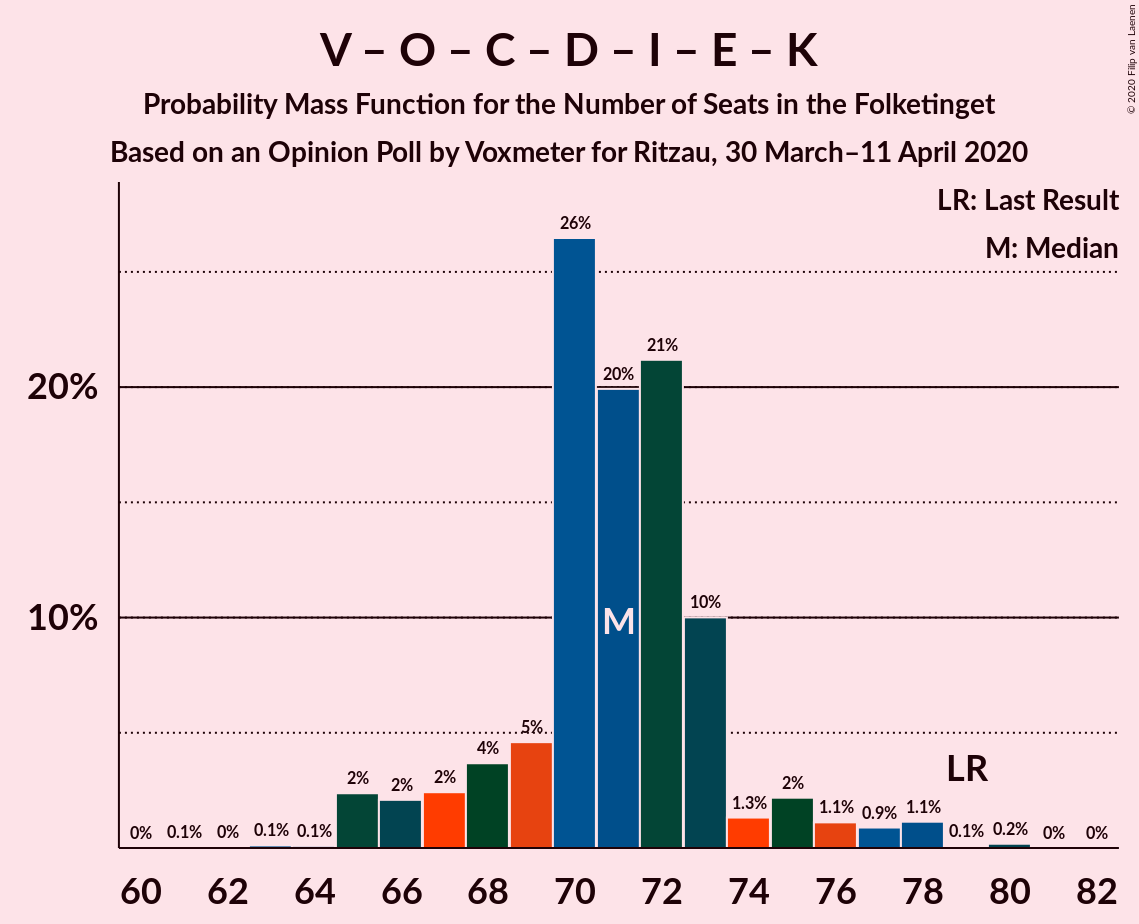 V – O – C – D – I – E – K
Probability Mass Function for the Number of Seats in the Folketinget
Based on an Opinion Poll by Voxmeter for Ritzau, 30 March–11 April 2020
© 2020 Filip van Laenen
LR: Last Result
M: Median
26%
21%
20%
20%
10%
M
10%
5%
4%
LR
2%
2%
2%
2%
1.3%
1.1%
0.9%
1.1%
0%
0.1%
0%
0.1%
0.1%
0.1%
0.2%
0%
0%
60 62 64 66 68 70 72 74 76 78 80 82